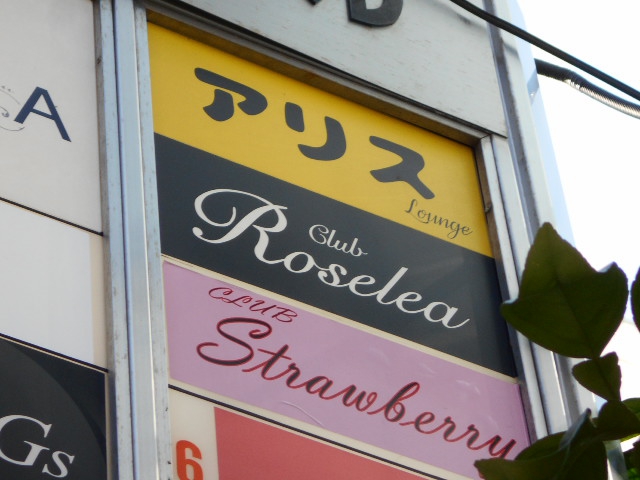 A
アリス
Lounge
Club
Roselea
CLUB
Strawberry
Gs
6